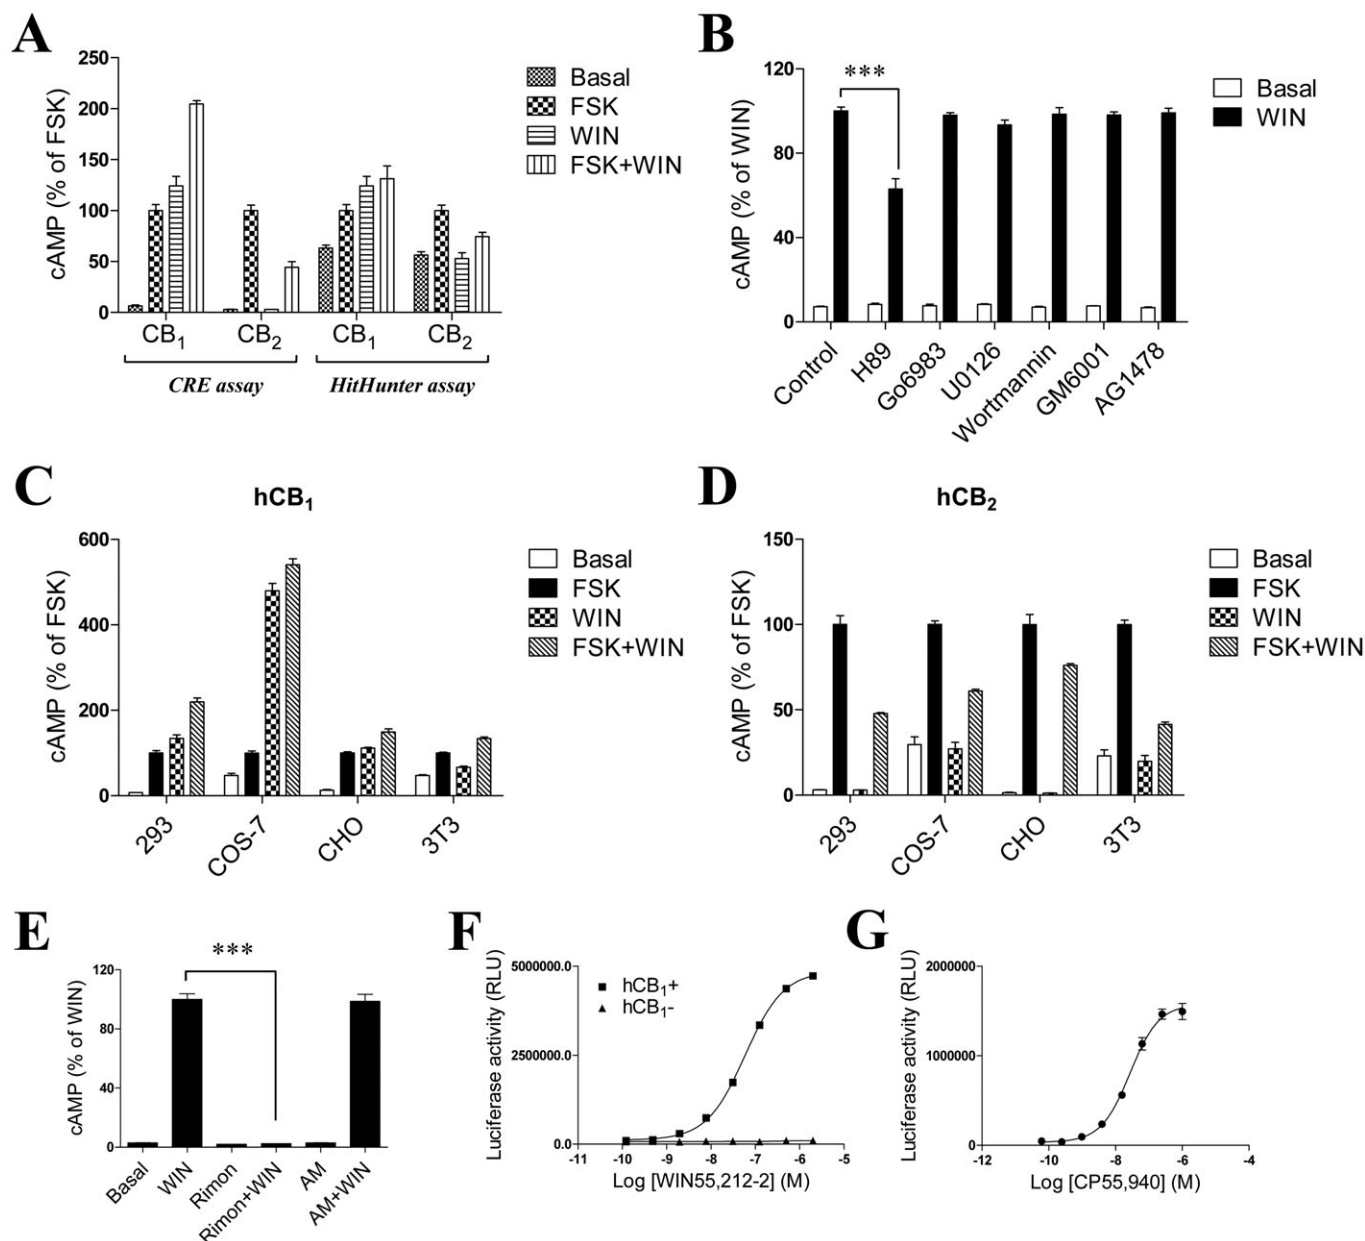 A
cAMP (% of FSK)
250
200
150
100
50
0
CB1
CB2
CB1
CB2
CRE assay
HitHunter assay
Basal
FSK
WIN
FSK+WIN
B
cAMP (% of WIN)
120
80
40
0
***
Control
H89
Go6983
U0126
Wortmannin
GM6001
AG1478
Basal
WIN
C
hCB1
cAMP (% of FSK)
600
400
200
0
293
COS-7
CHO
3T3
Basal
FSK
WIN
FSK+WIN
D
hCB2
cAMP (% of FSK)
150
100
50
0
293
COS-7
CHO
3T3
Basal
FSK
WIN
FSK+WIN
E
cAMP (% of WIN)
120
80
40
0
***
Basal
WIN
Rimon
Rimon+WIN
AM
AM+WIN
F
Luciferase activity (RLU)
5000000.0
2500000.0
0.0
hCB1+
hCB1-
-11 -10 -9 -8 -7 -6 -5
Log [WIN55,212-2] (M)
G
Luciferase activity (RLU)
2000000
1000000
0
-12 -10 -8 -6 -4
Log [CP55,940] (M)